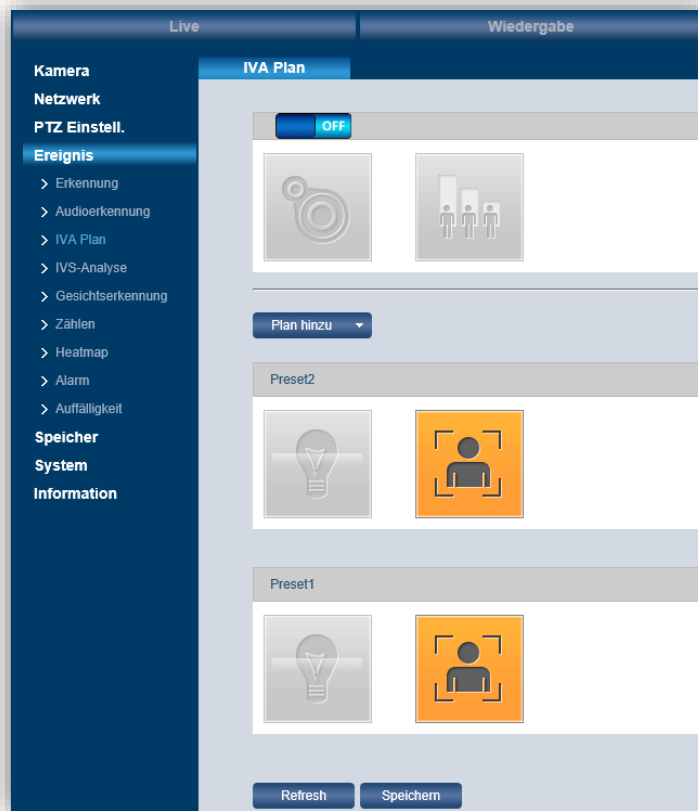 Live
Wiedergabe
Kamera
Netzwerk
PTZ Einstell.
Ereignis
Erkennung
Audioerkennung
IVA Plan
IVS-Analyse
Gesichtserkennung
Zählen
Heatmap
Alarm
Auffälligkeit
Speicher
System
Information
IVA Plan
OFF
Plan hinzu
Preset2
Preset1
Refresh
Speichern